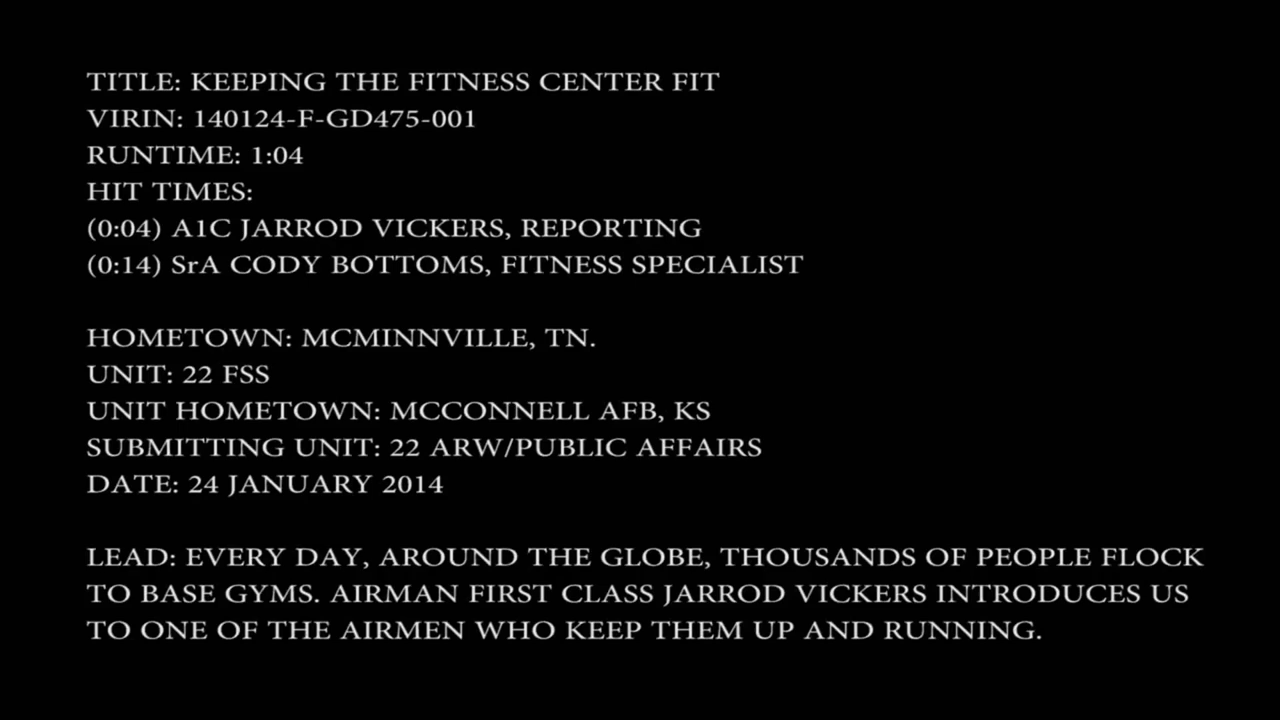 TITLE: KEEPING THE FITNESS CENTER FIT
VIRIN: 140124-F-GD475-001
RUNTIME: 1:04
HIT TIMES:
(0:04) A1C JARROD VICKERS, REPORTING
(0:14) SrA CODY BOTTOMS, FITNESS SPECIALIST
HOMETOWN: MCMINNVILLE, TN.
UNIT: 22 FSS
UNIT HOMETOWN: MCCONNELL AFB, KS
SUBMITTING UNIT: 22 ARW/PUBLIC AFFAIRS
DATE: 24 JANUARY 2014
LEAD: EVERY DAY, AROUND THE GLOBE, THOUSANDS OF PEOPLE FLOCK
TO BASE GYMS. AIRMAN FIRST CLASS JARROD VICKERS INTRODUCES US
TO ONE OF THE AIRMEN WHO KEEP THEM UP AND RUNNING.